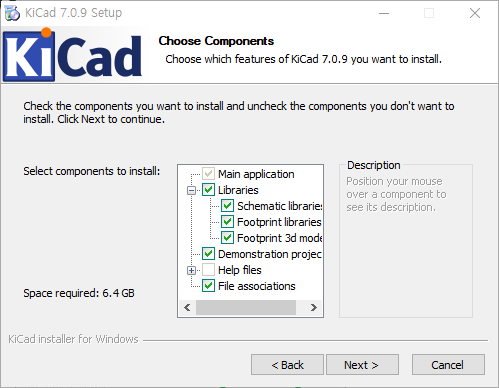 KiCad 7.0.9 Setup
KiCad
Choose Components
Choose which features of KiCad 7.0.9 you want to install.
Check the components you want to install and uncheck the components you don't want to
install. Click Next to continue.
Select components to install:
Main application
Libraries
Schematic libraries
Footprint libraries
Footprint 3d mode
Demonstration projec
Help files
File associations
Description
Position your mouse
over a component to
see its description.
Space required: 6.4 GB
KiCad installer for Windows
< Back
Next >
Cancel